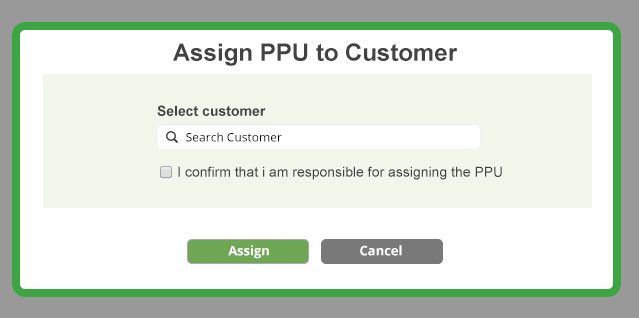 Assign PPU to Customer
Select customer
Search Customer
I confirm that i am responsible for assigning the PPU
Assign
Cancel